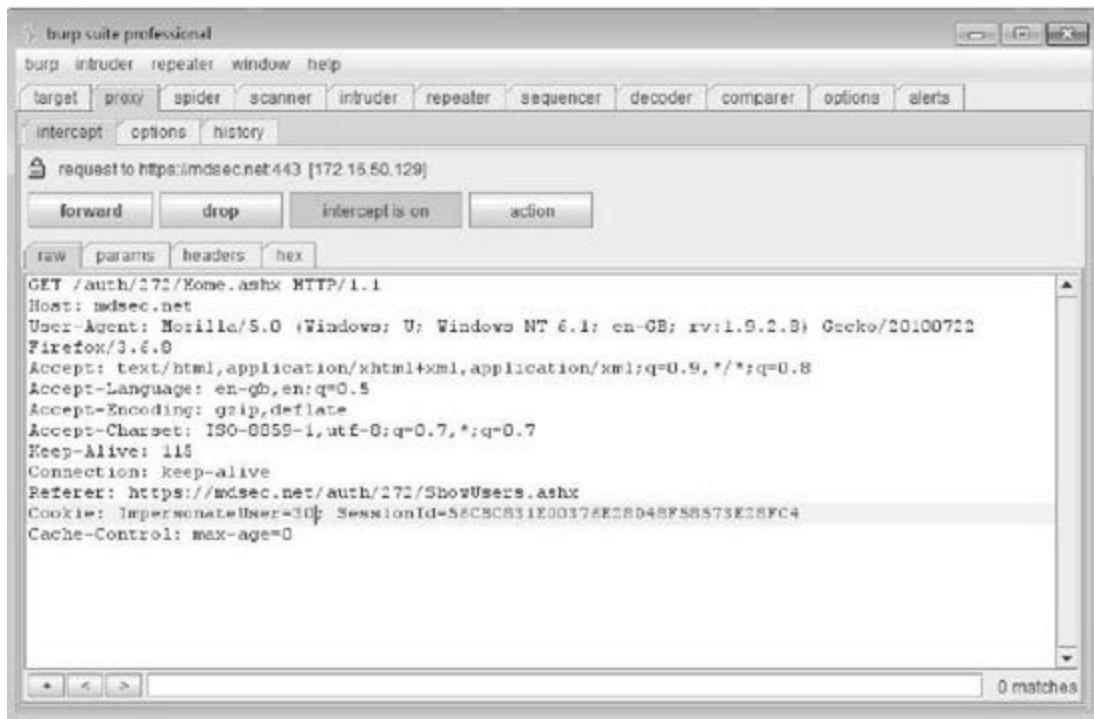 burp suite professional
burp intruder repeater window help
target proxy spider scanner intruder repeater sequencer decoder comparer options alerts
intercept options history
request to https://mdsec.net:443 [172.16.50.129]
forward drop intercept is on action
raw params headers hex
GET /auth/272/Home.ashx HTTP/1.1
Host: mdsec.net
User-Agent: Mozilla/5.0 (Windows; U; Windows NT 6.1; en-GB; rv:1.9.2.8) Gecko/20100722
Firefox/3.6.8
Accept: text/html,application/xhtml+xml,application/xml;q=0.9,*/*;q=0.8
Accept-Language: en-gb,en;q=0.5
Accept-Encoding: gzip,deflate
Accept-Charset: ISO-8859-1,utf-8;q=0.7,*;q=0.7
Keep-Alive: 115
Connection: keep-alive
Referer: https://mdsec.net/auth/272/ShowUsers.ashx
Cookie: ImpersonateUser=30;
Cache-Control: max-age=0
+ < > 0 matches